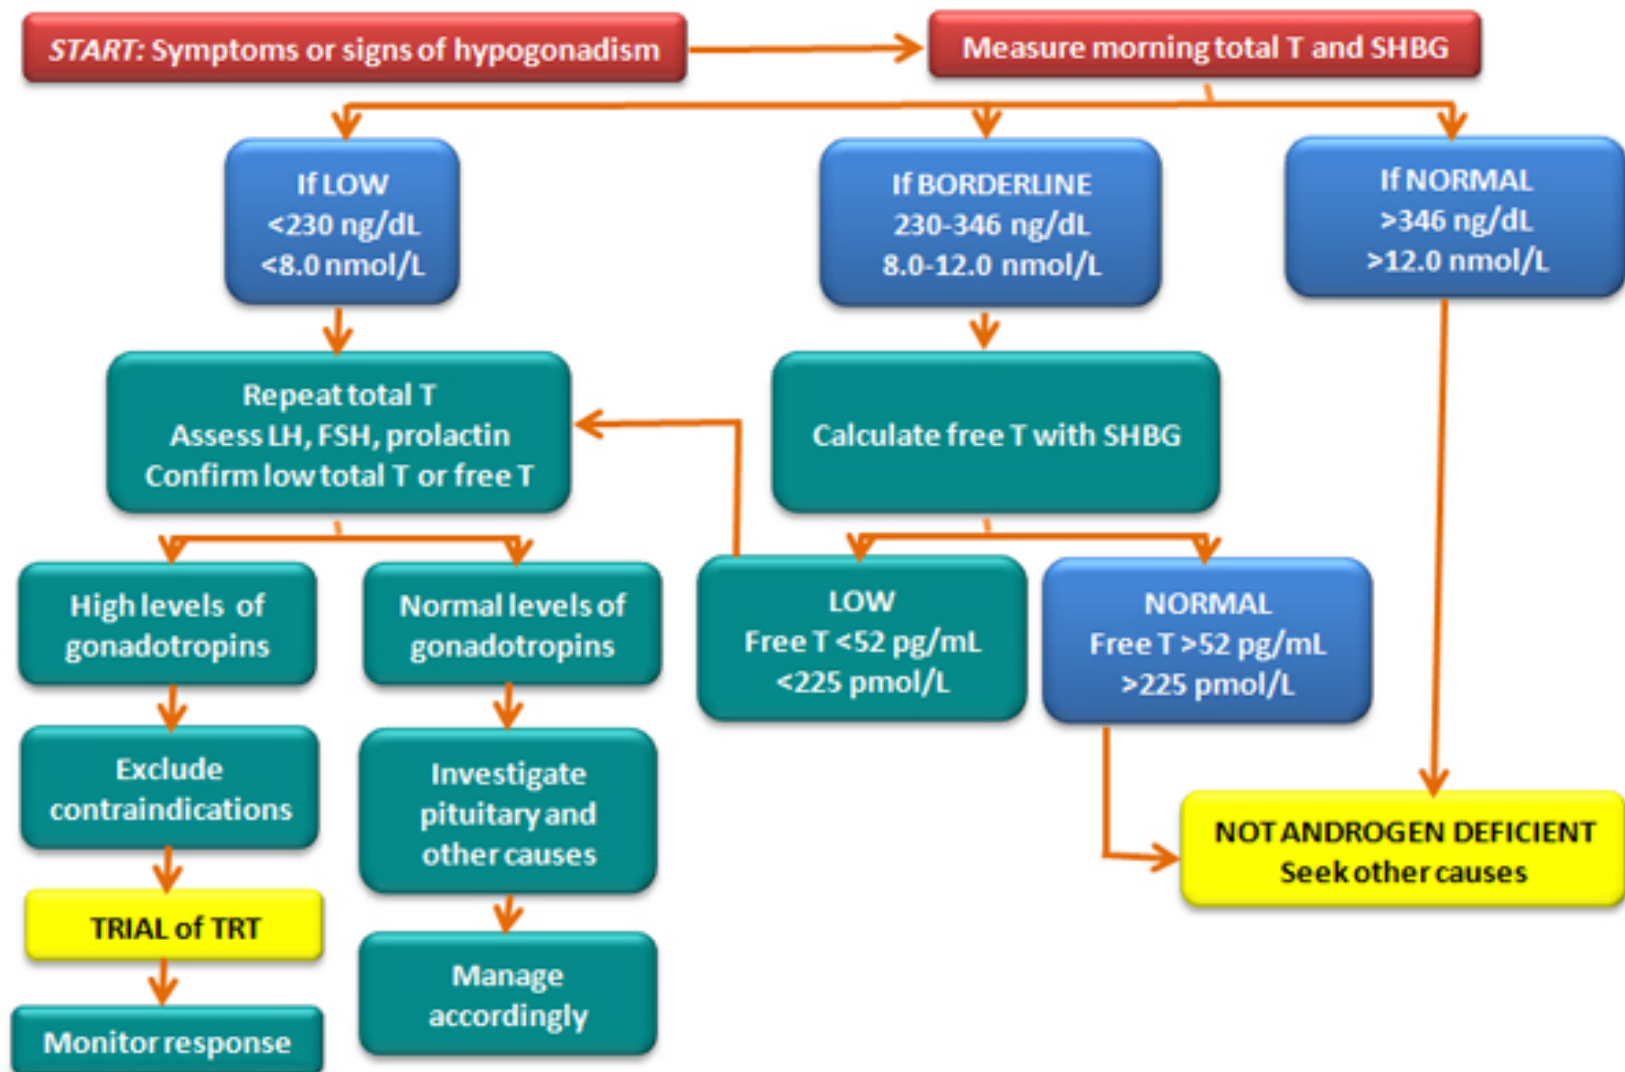 START: Symptoms or signs of hypogonadism
Measure morning total T and SHBG
If LOW
<230 ng/dL
<8.0 nmol/L
If BORDERLINE
230-346 ng/dL
8.0-12.0 nmol/L
If NORMAL
>346 ng/dL
>12.0 nmol/L
Repeat total T
Assess LH, FSH, prolactin
Confirm low total T or free T
Calculate free T with SHBG
High levels of
gonadotropins
Normal levels of
gonadotropins
LOW
Free T <52 pg/mL
<225 pmol/L
NORMAL
Free T >52 pg/mL
>225 pmol/L
Exclude
contraindications
Investigate
pituitary and
other causes
NOT ANDROGEN DEFICIENT
Seek other causes
TRIAL of TRT
Manage
accordingly
Monitor response